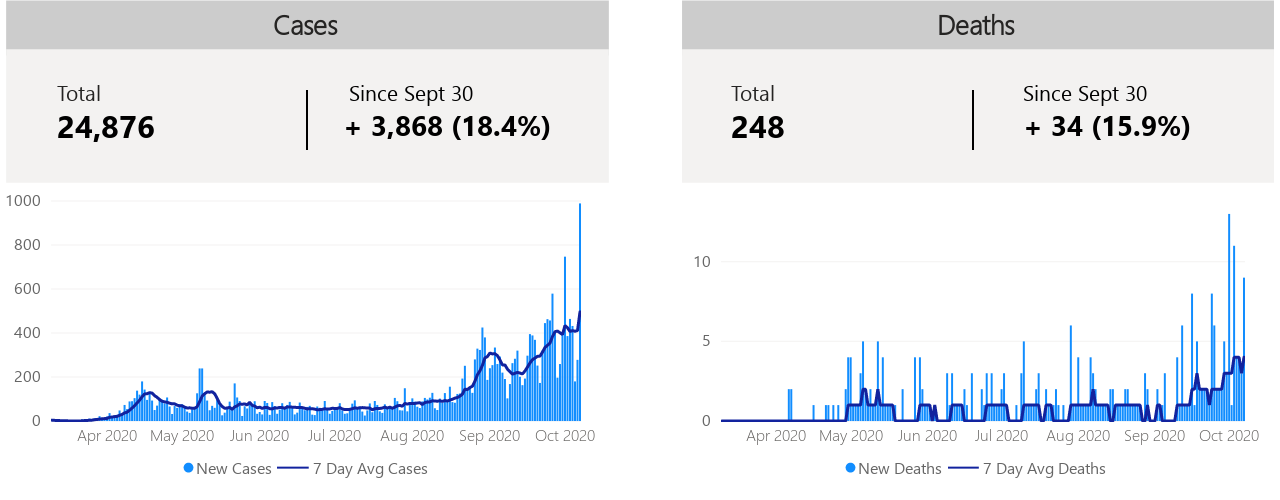 Cases
Total
24,876
Since Sept 30
+ 3,868 (18.4%)
1000
800
600
400
200
0
Apr 2020 May 2020 Jun 2020 Jul 2020 Aug 2020 Sep 2020 Oct 2020
New Cases 7 Day Avg Cases
Deaths
Total
248
Since Sept 30
+ 34 (15.9%)
10
5
0
Apr 2020 May 2020 Jun 2020 Jul 2020 Aug 2020 Sep 2020 Oct 2020
New Deaths 7 Day Avg Deaths